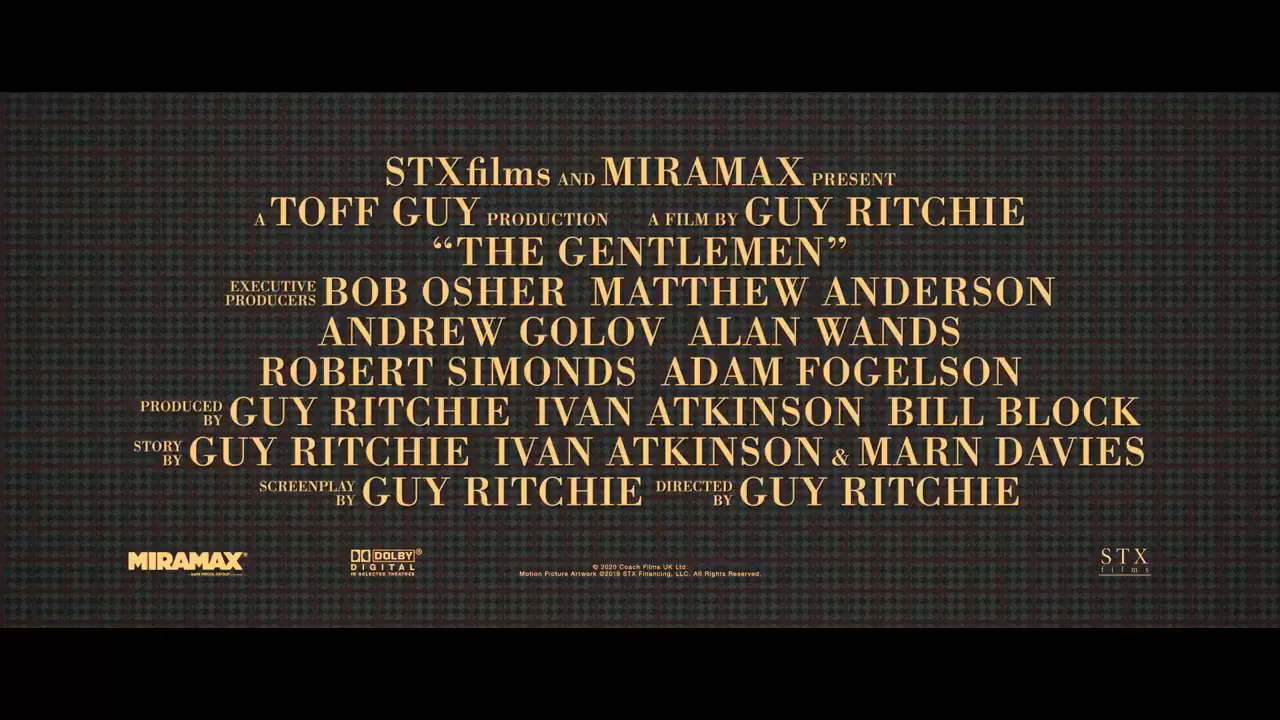 STXfilms AND MIRAMAX PRESENT
A TOFF GUY PRODUCTION A FILM BY GUY RITCHIE
“THE GENTLEMEN”
EXECUTIVE PRODUCERS BOB OSHER MATTHEW ANDERSON
ANDREW GOLOV ALAN WANDS
ROBERT SIMONDS ADAM FOGELSON
PRODUCED BY GUY RITCHIE IVAN ATKINSON BILL BLOCK
STORY BY GUY RITCHIE IVAN ATKINSON & MARN DAVIES
SCREENPLAY BY GUY RITCHIE DIRECTED BY GUY RITCHIE
MIRAMAX®
DOLBY®
DIGITAL
IN SELECTED THEATRES
© 2020 Coach Films UK Ltd.
Motion Picture Artwork ©2019 STX Financing, LLC. All Rights Reserved.
STX
films